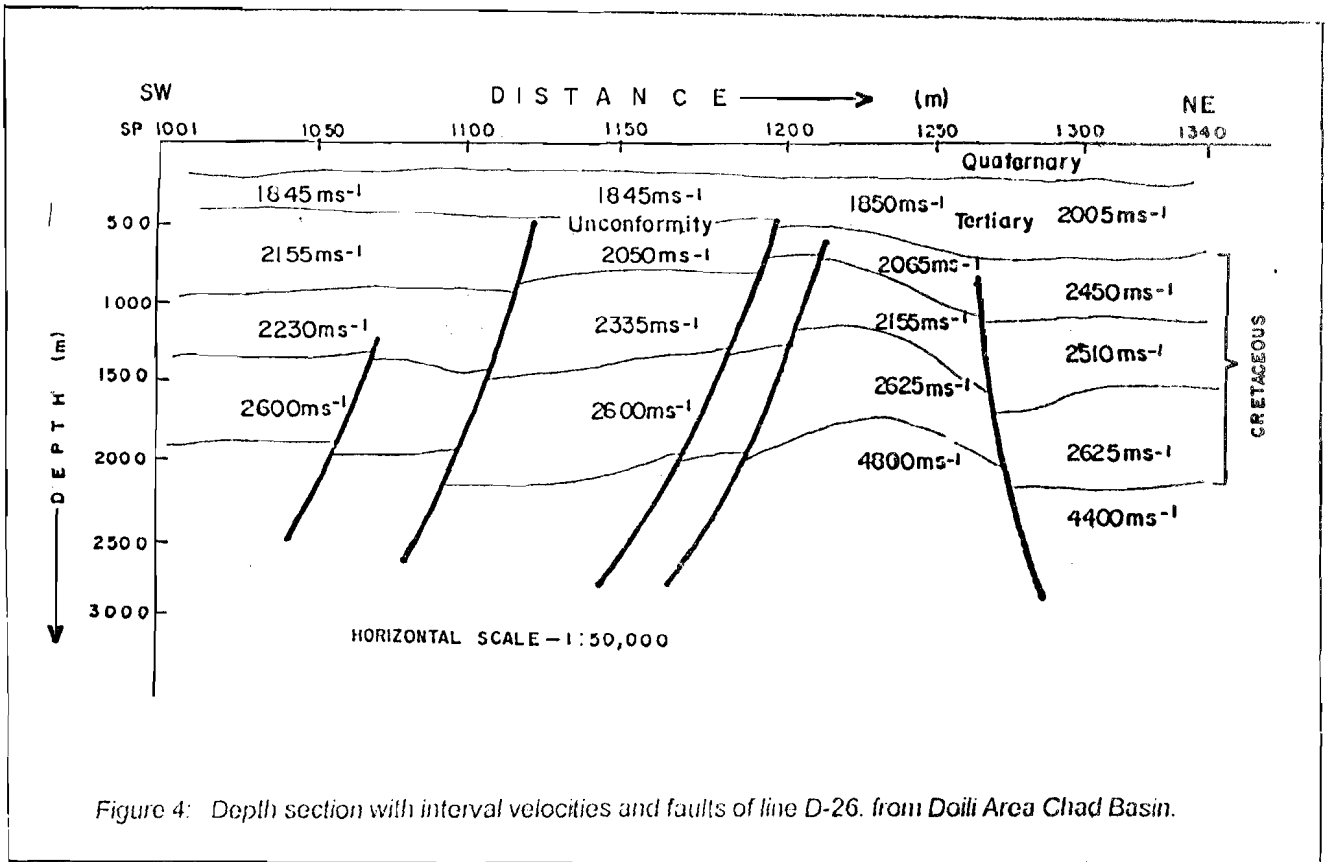 SW DISTANCE (m) NE
SP 1001 1050 1100 1150 1200 1250 1300 1340
Quaternary
1845ms-1 1845ms-1 1850ms-1 Tertiary 2005ms-1
500 Unconformity
2155ms-1 2050ms-1 2065ms-1 2450ms-1
1000
2230ms-1 2335ms-1 2155ms-1 2510ms-1
1500
2600ms-1 2600ms-1 2625ms-1
2000 4800ms-1 2625ms-1
4400ms-1
2500
3000
DEPTH (m)
CRETACEOUS
HORIZONTAL SCALE - 1:50,000
Figure 4: Depth section with interval velocities and faults of line D-26. from Doili Area Chad Basin.